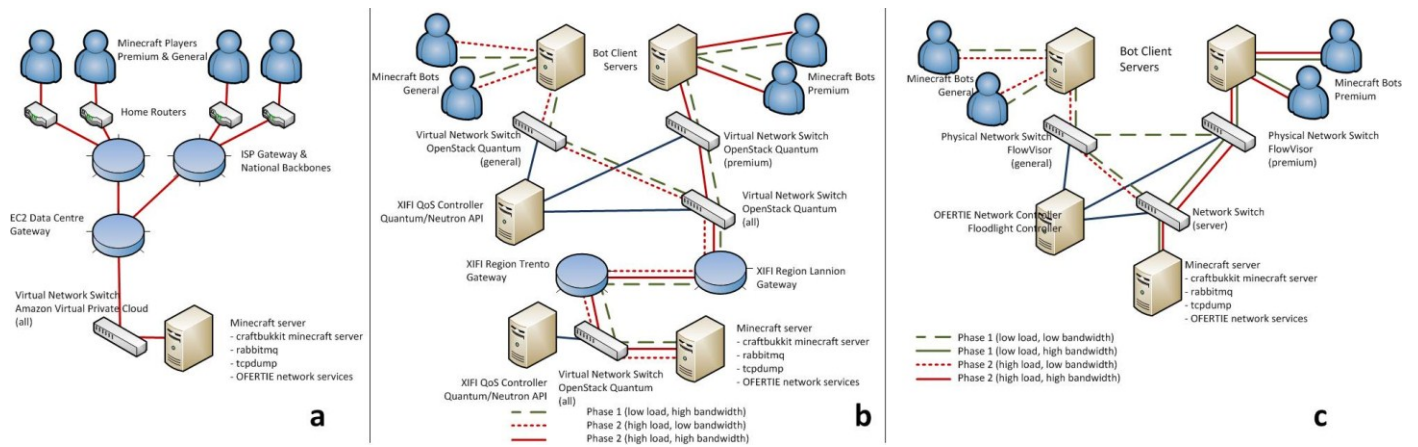 Minecraft Players
Premium & General
Home Routers
ISP Gateway &
National Backbones
EC2 Data Centre
Gateway
Virtual Network Switch
Amazon Virtual Private Cloud
(all)
Minecraft server
- craftbukkit minecraft server
- rabbitmq
- tcpdump
- OFERTIE network services
a
Bot Client
Servers
Minecraft Bots
General
Minecraft Bots
Premium
Virtual Network Switch
OpenStack Quantum
(general)
Virtual Network Switch
OpenStack Quantum
(premium)
XIFI QoS Controller
Quantum/Neutron API
Virtual Network Switch
OpenStack Quantum
(all)
XIFI Region Trento
Gateway
XIFI Region Lannion
Gateway
Minecraft server
- craftbukkit minecraft server
- rabbitmq
- tcpdump
- OFERTIE network services
XIFI QoS Controller
Quantum/Neutron API
Virtual Network Switch
OpenStack Quantum
(all)
Phase 1 (low load, high bandwidth)
Phase 2 (high load, low bandwidth)
Phase 2 (high load, high bandwidth)
b
Bot Client
Servers
Minecraft Bots
General
Minecraft Bots
Premium
Physical Network Switch
FlowVisor
(general)
Physical Network Switch
FlowVisor
(premium)
OFERTIE Network Controller
Floodlight Controller
Network Switch
(server)
Minecraft server
- craftbukkit minecraft server
- rabbitmq
- tcpdump
- OFERTIE network services
Phase 1 (low load, low bandwidth)
Phase 1 (low load, high bandwidth)
Phase 2 (high load, low bandwidth)
Phase 2 (high load, high bandwidth)
c